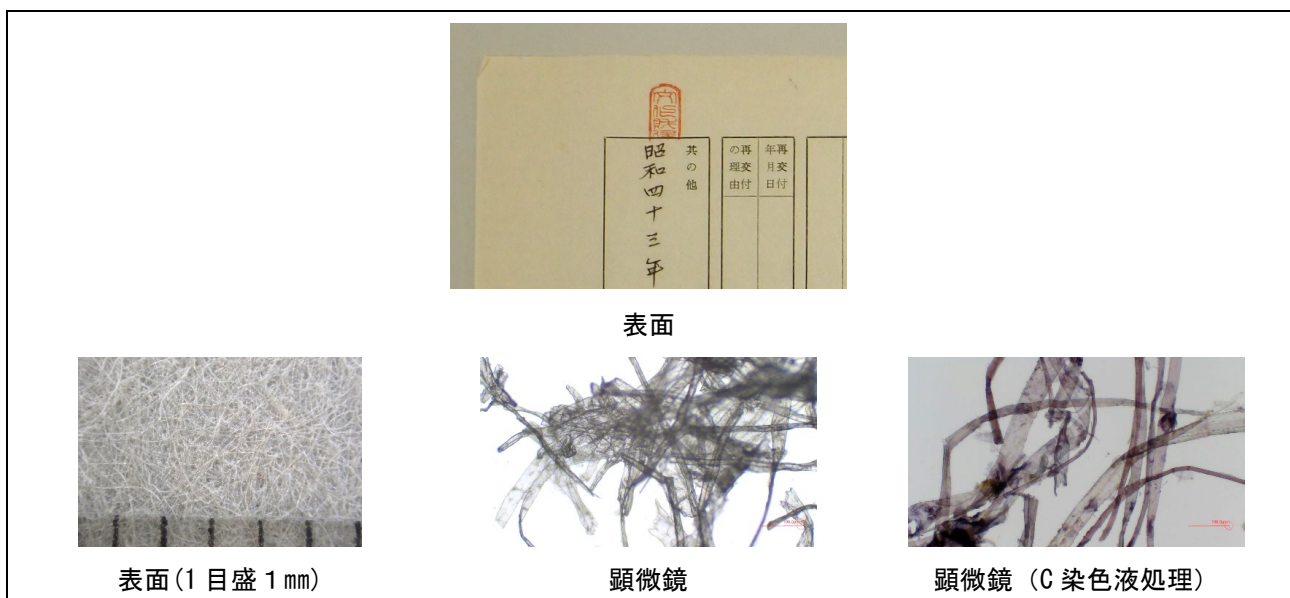 再交付
年月日
再交付
の理由
其の他
昭和四十三年
表面
表面(1目盛1㎜)
顕微鏡
顕微鏡(C染色液処理)